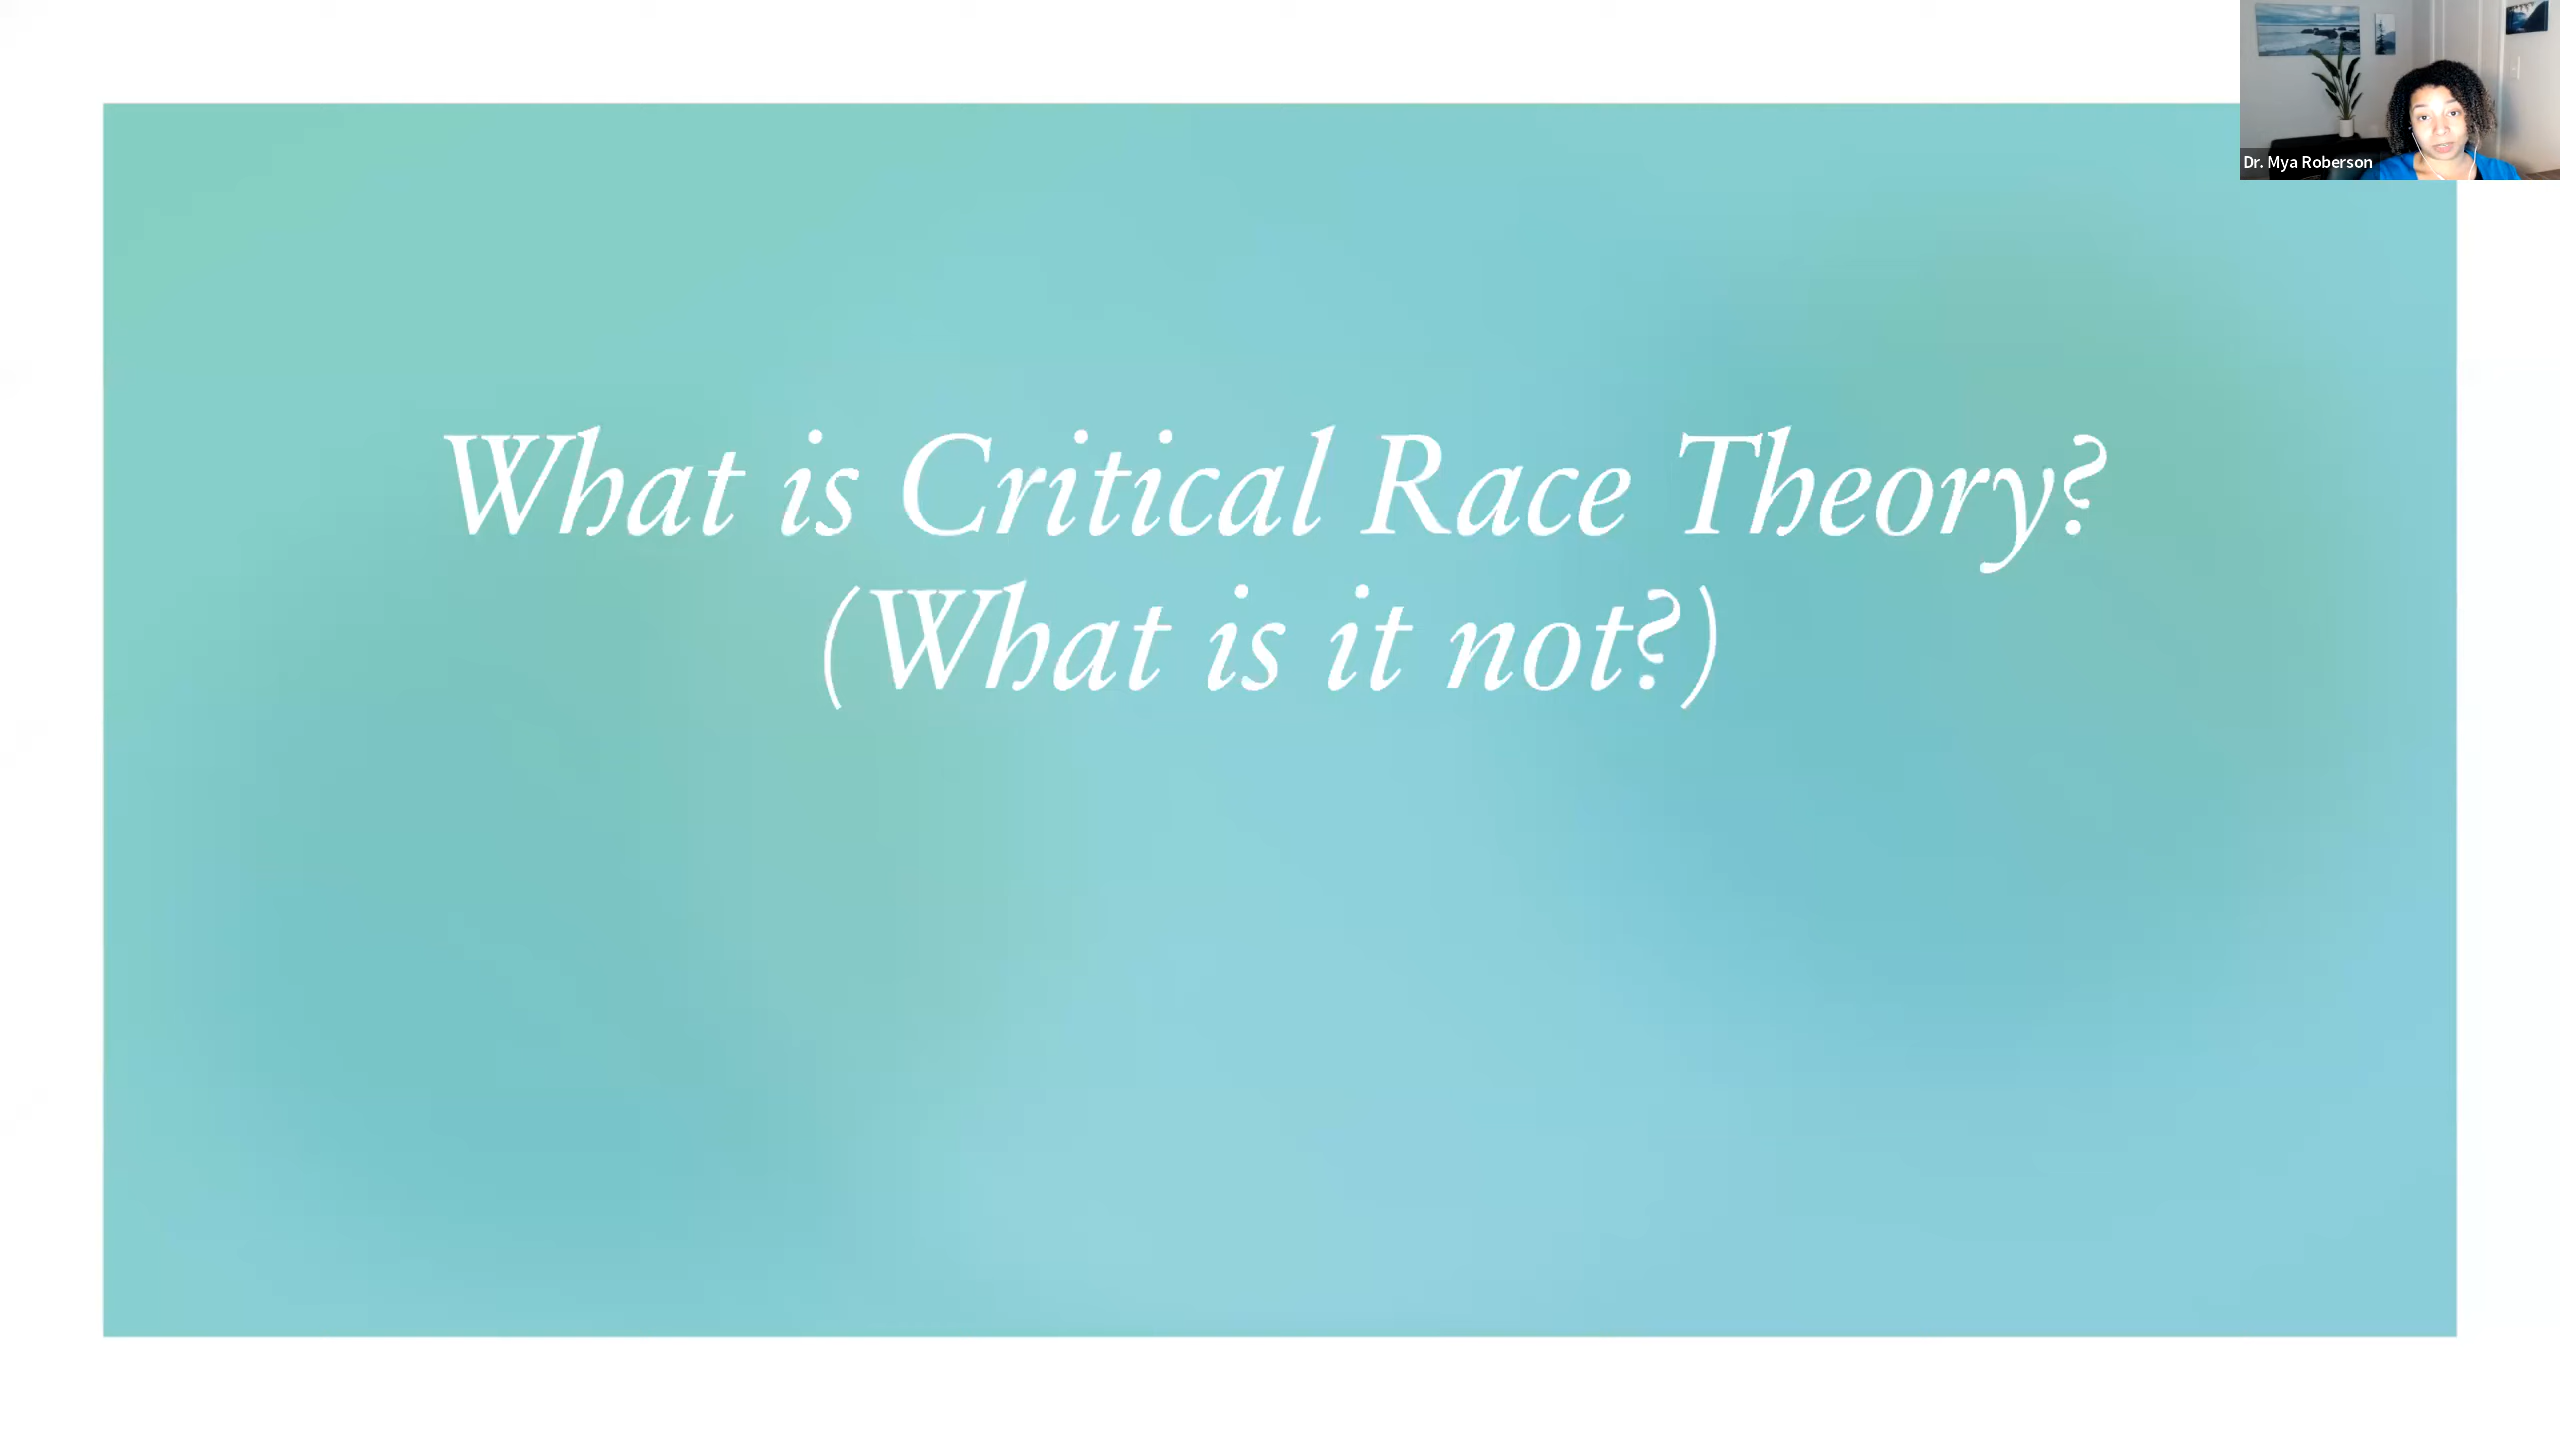 Dr. Mya Roberson
What is Critical Race Theory?
(What is it not?)